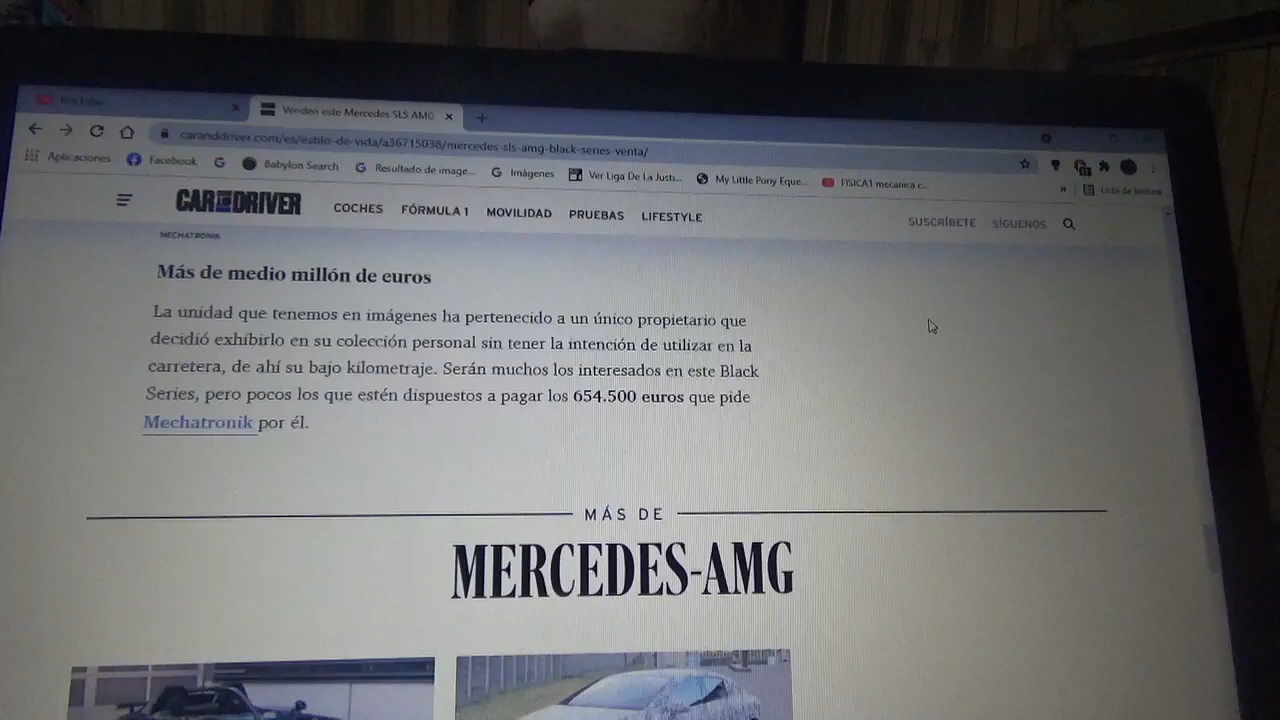 YouTube
Venden este Mercedes SLS AMG
caranddriver.com/es/estilo-de-vida/a36715038/mercedes-sls-amg-black-series-venta/
Aplicaciones Facebook Babylon Search Resultado de image... Imágenes Ver Liga De La Justi... My Little Pony Eque... FISICA1 mecanica c... » Lista de lectura
CAR AND DRIVER COCHES FÓRMULA 1 MOVILIDAD PRUEBAS LIFESTYLE SUSCRÍBETE SÍGUENOS
MECHATRONIK
Más de medio millón de euros
La unidad que tenemos en imágenes ha pertenecido a un único propietario que
decidió exhibirlo en su colección personal sin tener la intención de utilizar en la
carretera, de ahí su bajo kilometraje. Serán muchos los interesados en este Black
Series, pero pocos los que estén dispuestos a pagar los 654.500 euros que pide
Mechatronik por él.
MÁS DE
MERCEDES-AMG